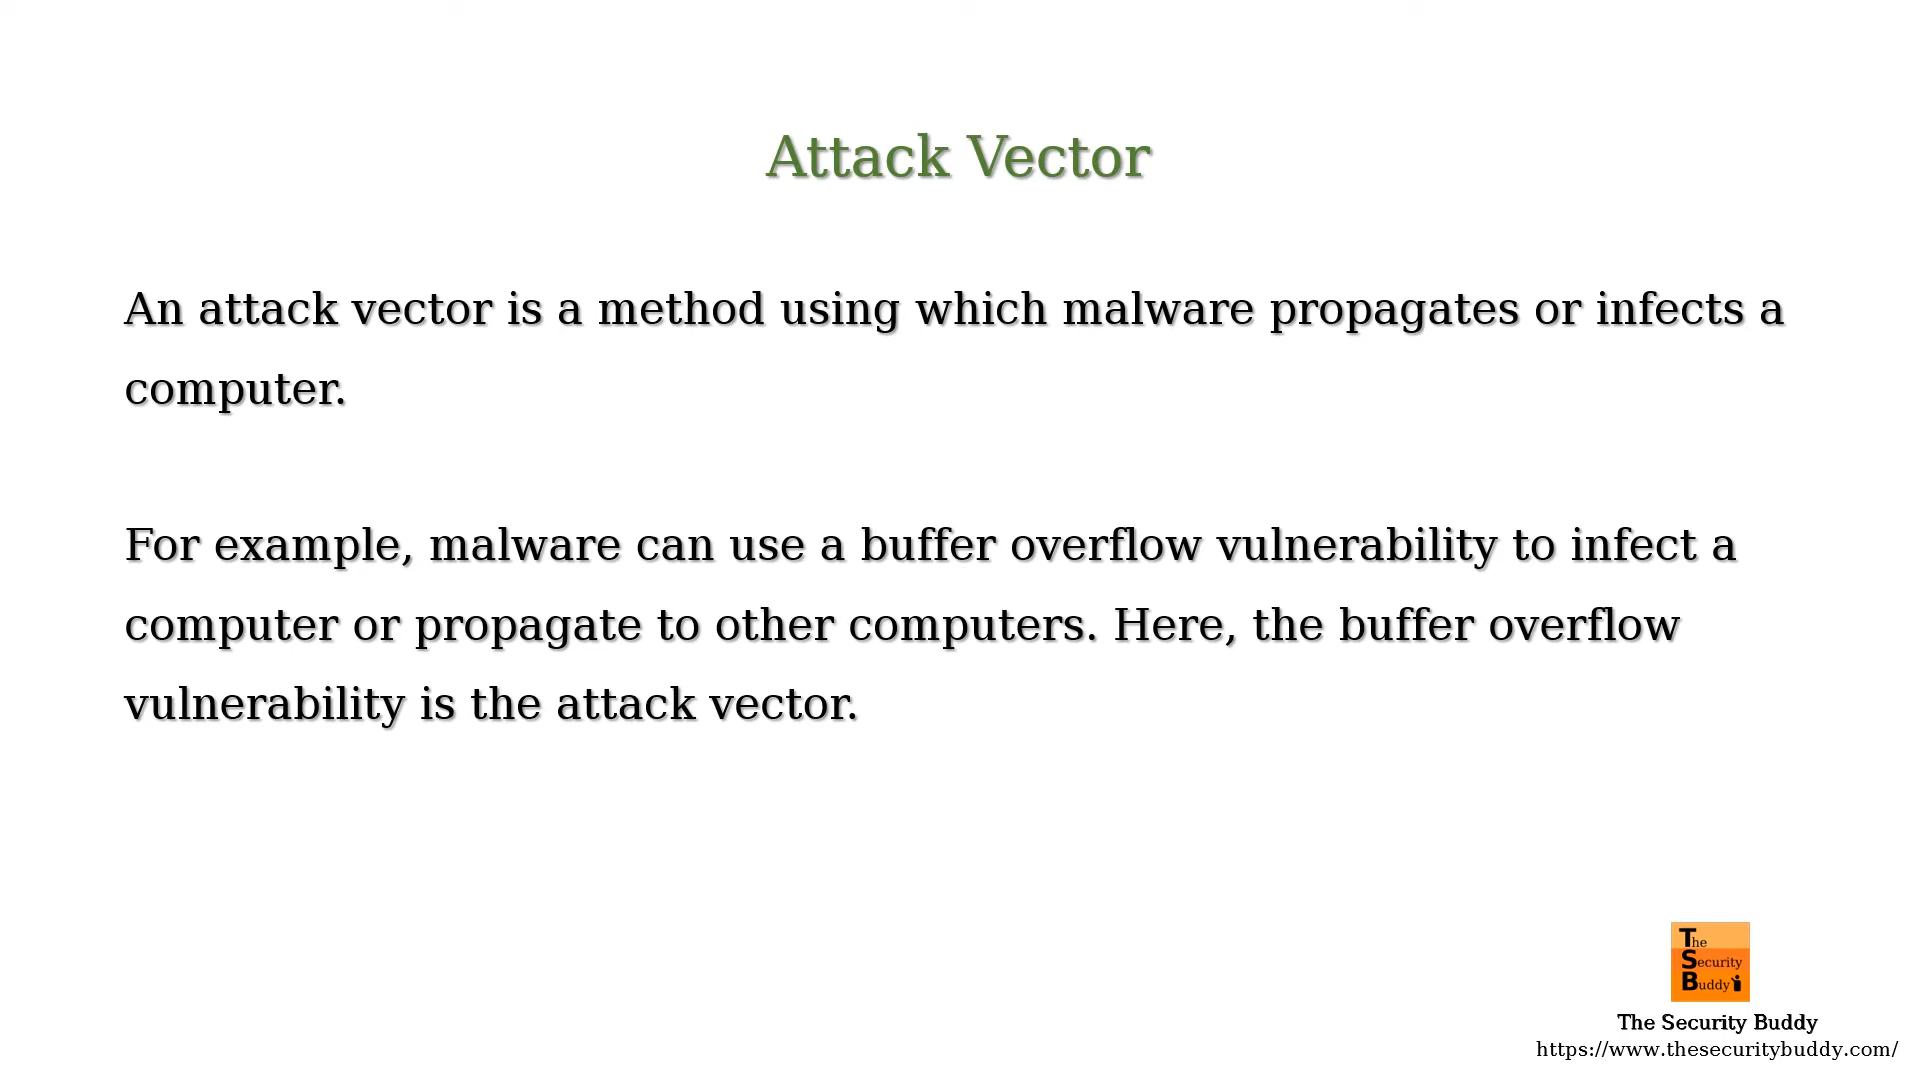 Attack Vector
An attack vector is a method using which malware propagates or infects a
computer.
For example, malware can use a buffer overflow vulnerability to infect a
computer or propagate to other computers. Here, the buffer overflow
vulnerability is the attack vector.
The
Security
Buddy
The Security Buddy
https://www.thesecuritybuddy.com/